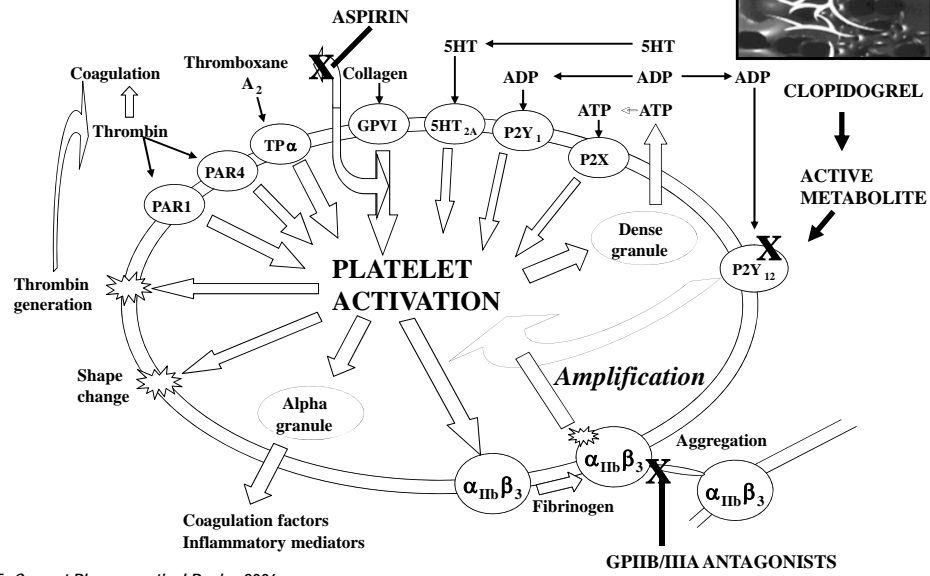 ASPIRIN
5HT
5HT
Thromboxane
A2
X
Collagen
Coagulation
ADP
ADP
ADP
CLOPIDOGREL
ATP
ATP
Thrombin
GPVI
5HT2A
P2Y1
TPα
P2X
PAR4
PAR1
ACTIVE
METABOLITE
Dense
granule
X
P2Y12
PLATELET
ACTIVATION
Thrombin
generation
Shape
change
Amplification
Alpha
granule
Aggregation
αIIbβ3
αIIbβ3
X
αIIbβ3
Fibrinogen
Coagulation factors
Inflammatory mediators
GPIIB/IIIA ANTAGONISTS